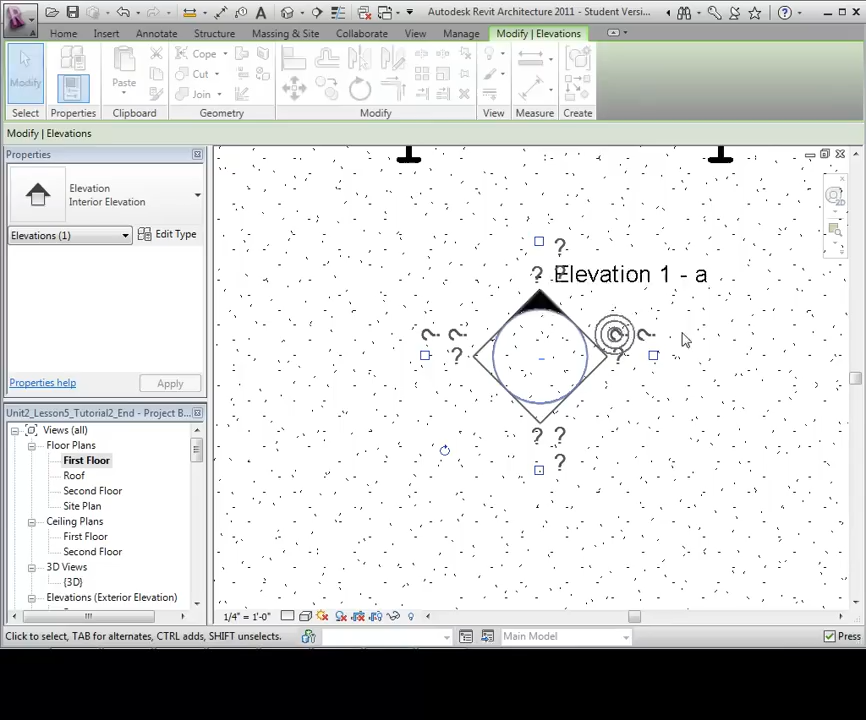 Autodesk Revit Architecture 2011 - Student Versi...
Home Insert Annotate Structure Massing & Site Collaborate View Manage Modify | Elevations
Modify Cope Cut Join Paste
Select Properties Clipboard Geometry Modify View Measure Create
Modify | Elevations
Properties
Elevation
Interior Elevation
Elevations (1) Edit Type
Properties help Apply
Unit2_Lesson5_Tutorial2_End - Project B...
Views (all)
Floor Plans
First Floor
Roof
Second Floor
Site Plan
Ceiling Plans
First Floor
Second Floor
3D Views
{3D}
Elevations (Exterior Elevation)
?
? ? Elevation 1 - a
? ? ? ?
? ?
? ?
?
1/4" = 1'-0"
Click to select, TAB for alternates, CTRL adds, SHIFT unselects. Main Model Press